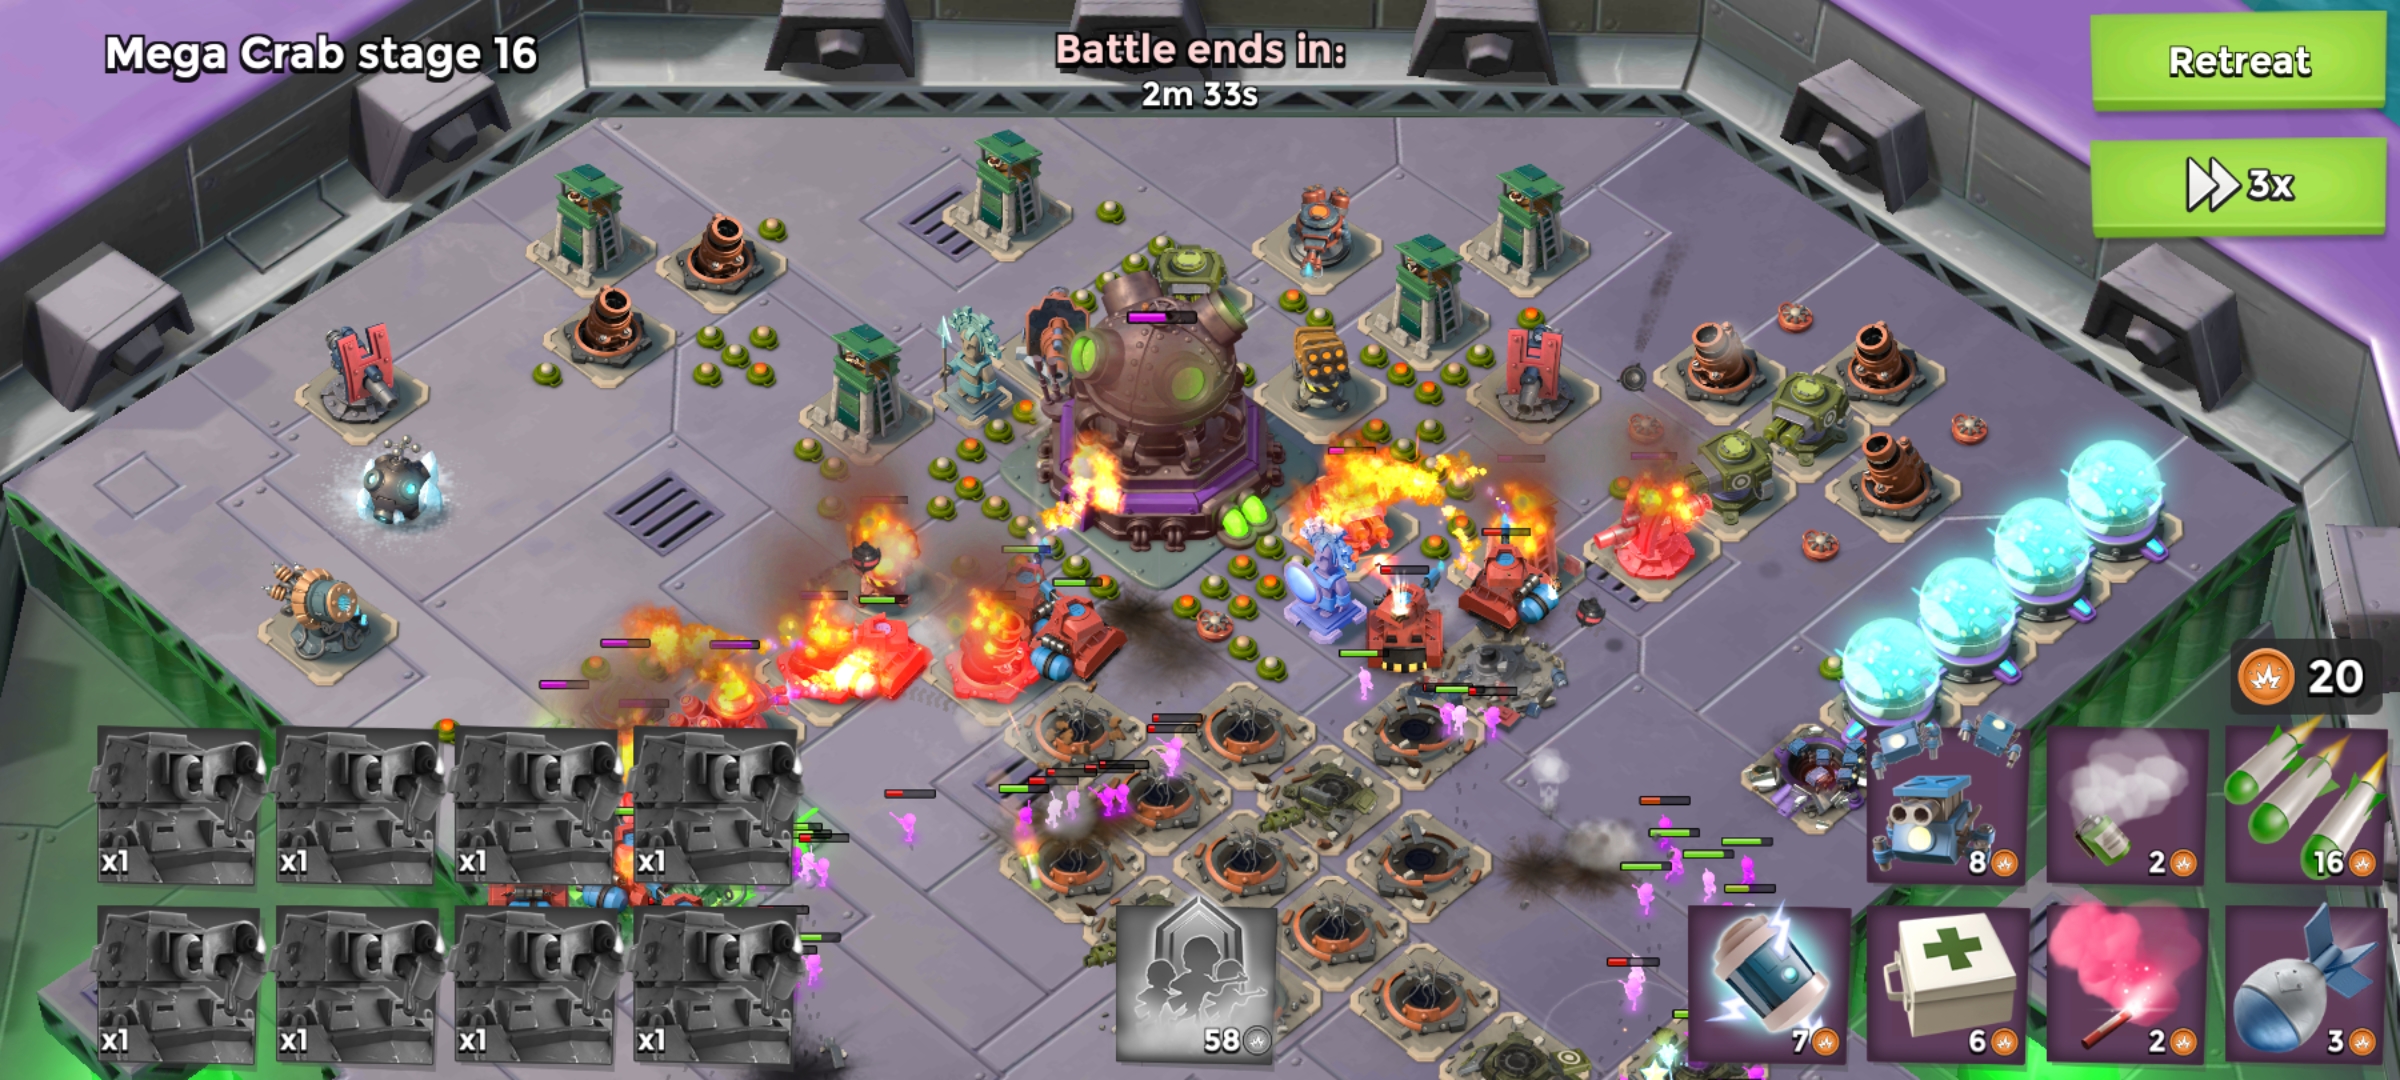 Mega Crab stage 16
Battle ends in:
2m 33s
Retreat
3x
20
x1
x1
x1
x1
8
2
16
x1
x1
x1
x1
58
7
6
2
3